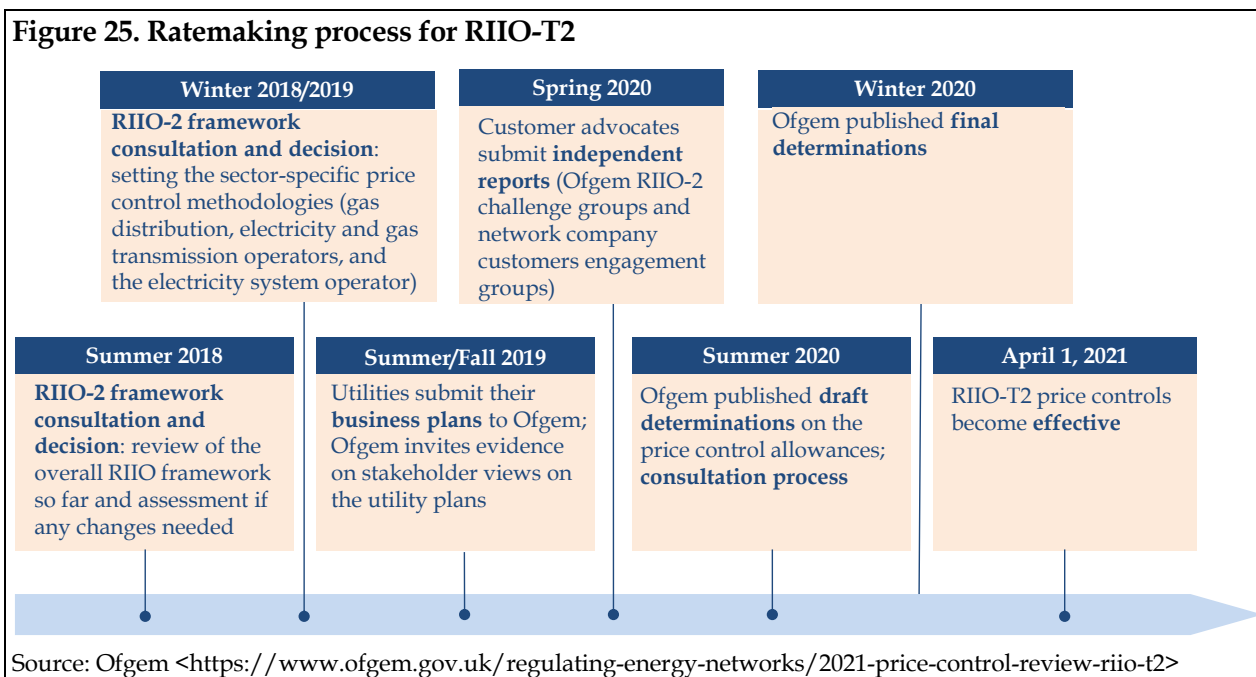 Figure 25. Ratemaking process for RIIO-T2
Winter 2018/2019
RIIO-2 framework
consultation and decision:
setting the sector-specific price
control methodologies (gas
distribution, electricity and gas
transmission operators, and
the electricity system operator)
Spring 2020
Customer advocates
submit independent
reports (Ofgem RIIO-2
challenge groups and
network company
customers engagement
groups)
Winter 2020
Ofgem published final
determinations
Summer 2018
RIIO-2 framework
consultation and
decision: review of the
overall RIIO framework
so far and assessment if
any changes needed
Summer/Fall 2019
Utilities submit their
business plans to Ofgem;
Ofgem invites evidence
on stakeholder views on
the utility plans
Summer 2020
Ofgem published draft
determinations on the
price control allowances;
consultation process
April 1, 2021
RIIO-T2 price controls
become effective
Source: Ofgem <https://www.ofgem.gov.uk/regulating-energy-networks/2021-price-control-review-riio-t2>